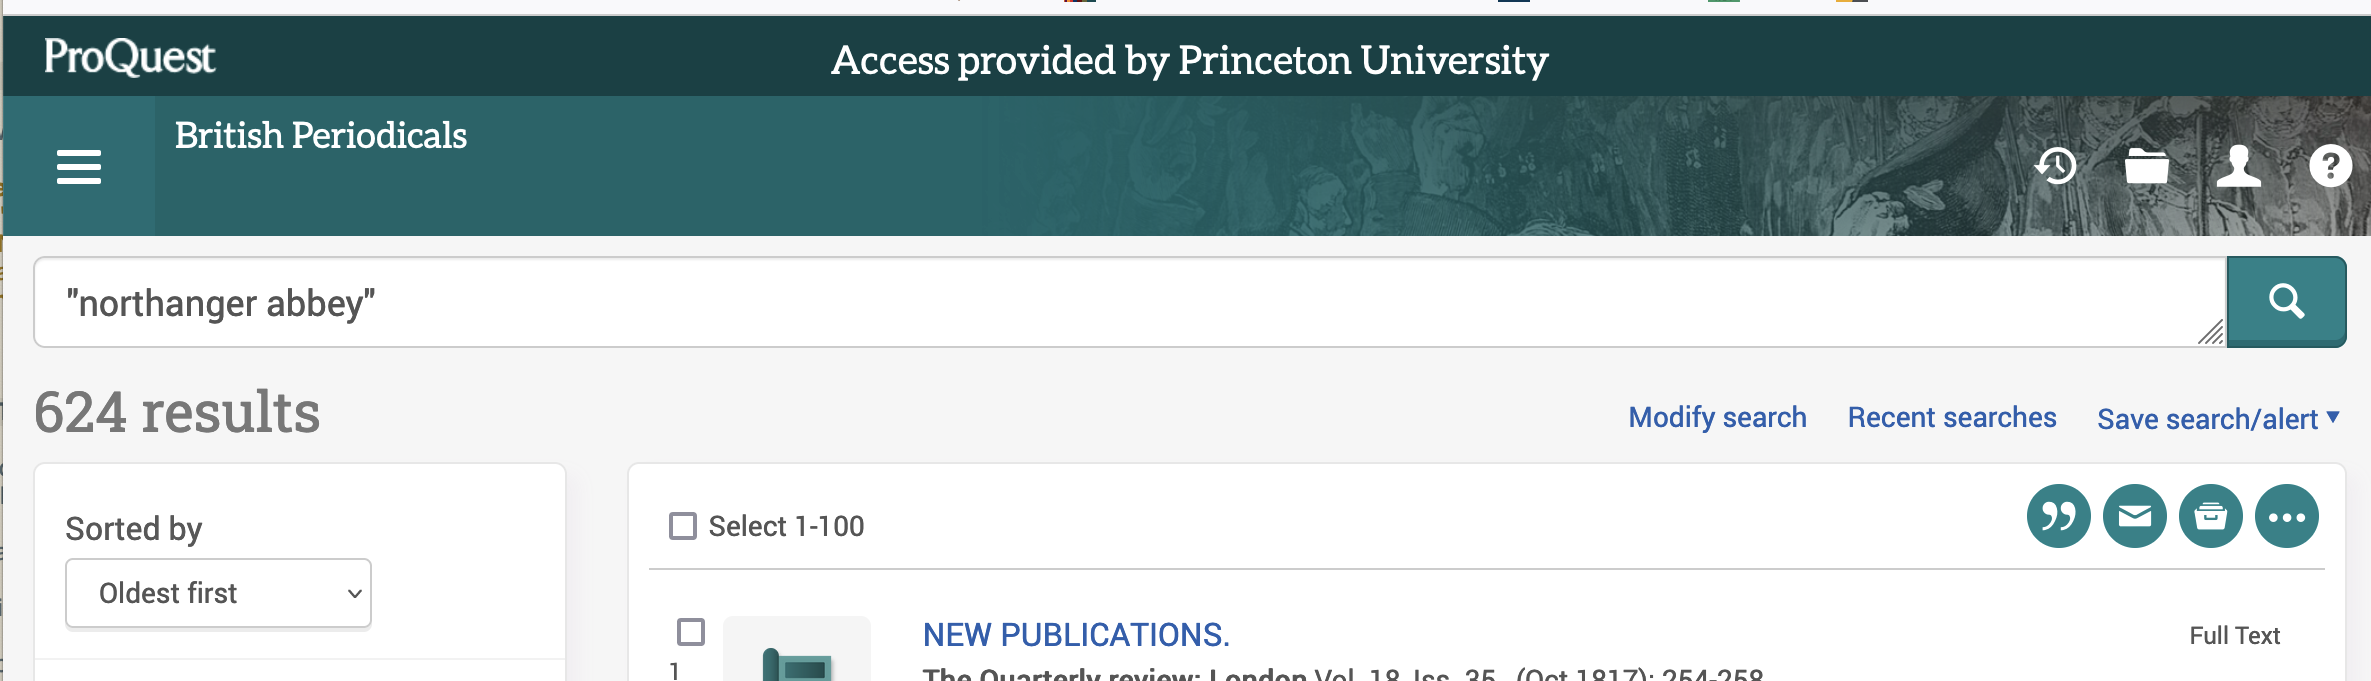 ProQuest
Access provided by Princeton University
British Periodicals
"northanger abbey"
624 results
Modify search
Recent searches
Save search/alert
Sorted by
Oldest first
Select 1-100
NEW PUBLICATIONS.
Full Text
1
The Quarterly review; London Vol. 18, Iss. 35, (Oct 1817): 254-258.